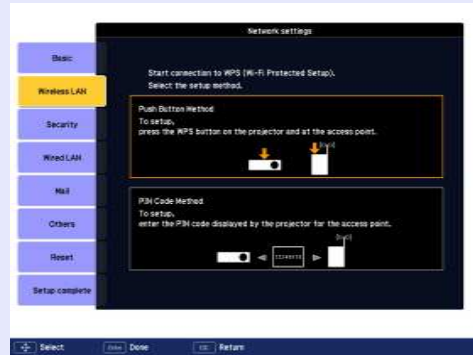 Network settings
Basic
Wireless LAN
Security
Wired LAN
Mail
Others
Reset
Setup complete
Start connection to WPS (Wi-Fi Protected Setup).
Select the setup method.
Push Button Method
To setup,
press the WPS button on the projector and at the access point.
PIN Code Method
To setup,
enter the PIN code displayed by the projector for the access point.
Select
Done
Return